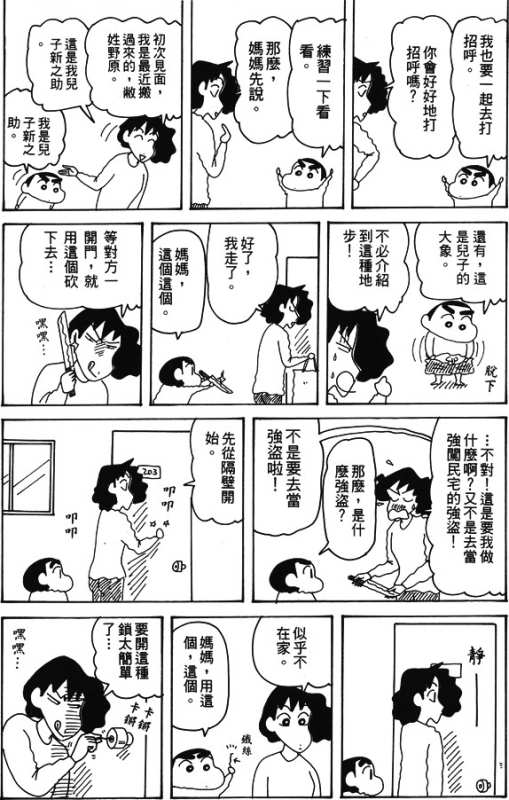 我也要一起去打
招呼。
你會好好地打
招呼嗎？
練習一下看
看。
那麼，
媽媽先說。
初次見面，
我是最近搬
過來的，敝
姓野原。
這是我兒
子新之助
我是兒
子新之
助。
還有，這
是兒子的
大象。
脫下
不必介紹
到這種地
步！
好了，
我走了。
媽媽，
這個這個。
等對方一
開門，就
用這個砍
下去…
嘿嘿…
…不對！這是要我做
什麼啊？又不是去當
強闖民宅的強盜！
那麼，是什
麼強盜？
不是要去當
強盜啦！
先從隔壁開
始。
203
叩叩
叩叩
靜
似乎不
在家。
媽媽，用這
個，這個。
鐵絲
要開這種
鎖太簡單
了…
卡鏘
卡鏘
嘿嘿…